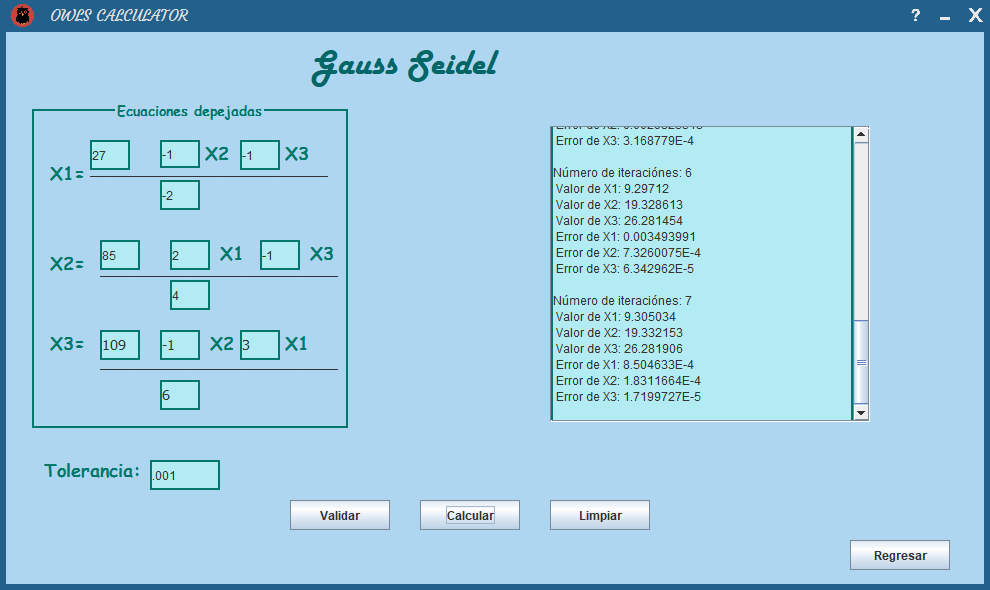 OWLS CALCULATOR
?
Gauss Seidel
Ecuaciones depejadas
X1=
27
-1
X2
-1
X3
-2
X2=
85
2
X1
-1
X3
4
X3=
109
-1
X2
3
X1
6
Error de X3: 3.168779E-4
Número de iteraciónes: 6
Valor de X1: 9.29712
Valor de X2: 19.328613
Valor de X3: 26.281454
Error de X1: 0.003493991
Error de X2: 7.3260075E-4
Error de X3: 6.342962E-5
Número de iteraciónes: 7
Valor de X1: 9.305034
Valor de X2: 19.332153
Valor de X3: 26.281906
Error de X1: 8.504633E-4
Error de X2: 1.8311664E-4
Error de X3: 1.7199727E-5
Tolerancia:
.001
Validar
Calcular
Limpiar
Regresar